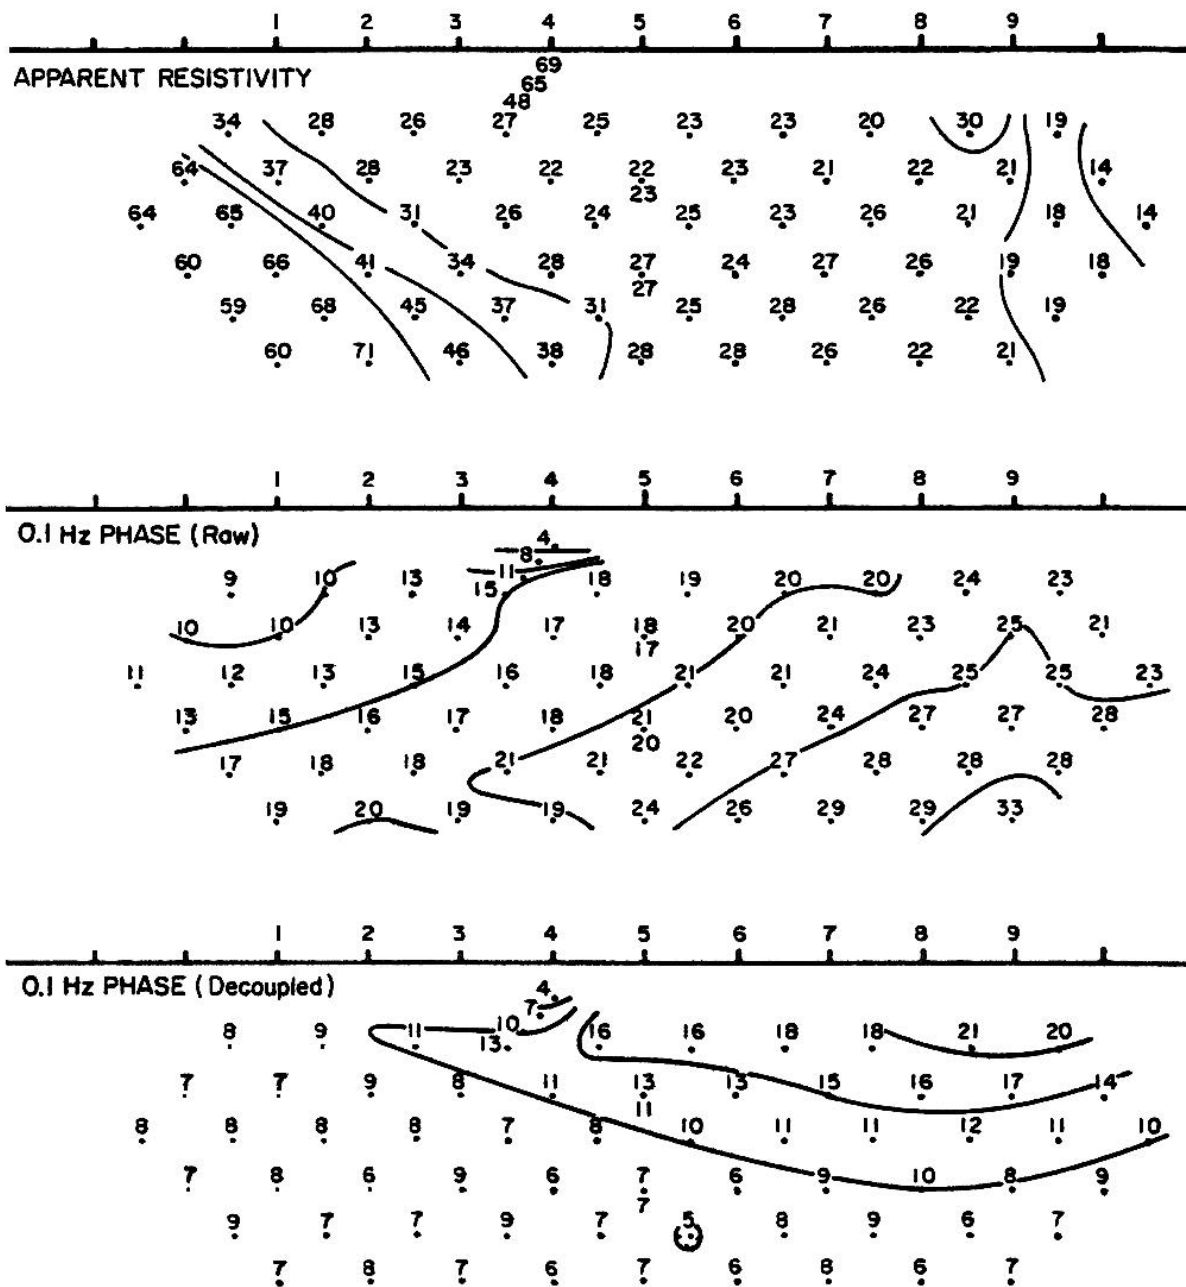 1 2 3 4 5 6 7 8 9
APPARENT RESISTIVITY
69
65
48
34 28 26 27 25 23 23 20 30 19
64 37 28 23 22 22 23 21 22 21 14
23
64 65 40 31 26 24 25 23 26 21 18 14
60 66 41 34 28 27 24 27 26 19 18
27
59 68 45 37 31 25 28 26 22 19
60 71 46 38 28 28 26 22 21
1 2 3 4 5 6 7 8 9
0.1 Hz PHASE (Raw)
4
8
11
9 10 13 15 18 19 20 20 24 23
10 10 13 14 17 18 20 21 23 25 21
17
11 12 13 15 16 18 21 21 24 25 25 23
13 15 16 17 18 21 20 24 27 27 28
20
17 18 18 21 21 22 27 28 28 28
19 20 19 19 24 26 29 29 33
1 2 3 4 5 6 7 8 9
0.1 Hz PHASE (Decoupled)
4
7
10
8 9 11 13 16 16 18 18 21 20
7 7 9 8 11 13 13 15 16 17 14
11
8 8 8 8 7 8 10 11 11 12 11 10
7 8 6 9 6 7 6 9 10 8 9
7
9 7 7 9 7 5 8 9 6 7
7 8 7 6 7 6 8 6 7